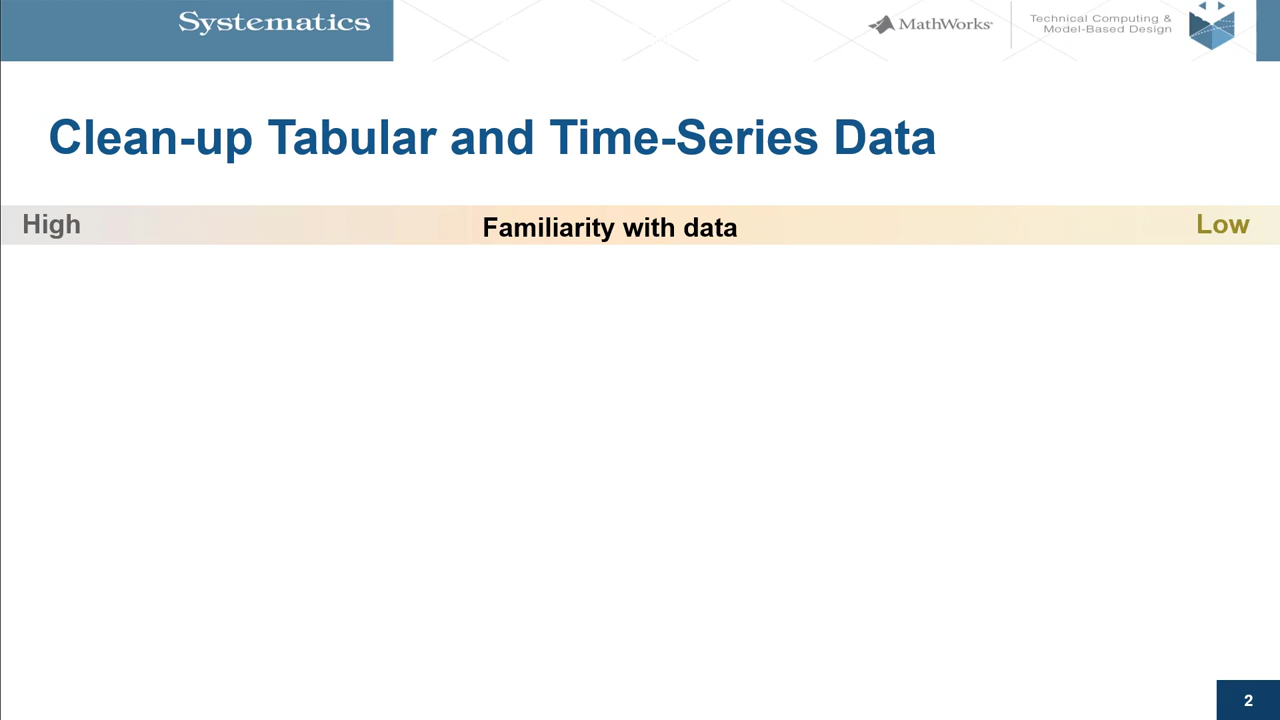 Systematics
MathWorks
Technical Computing &
Model-Based Design
Clean-up Tabular and Time-Series Data
High
Familiarity with data
Low
2